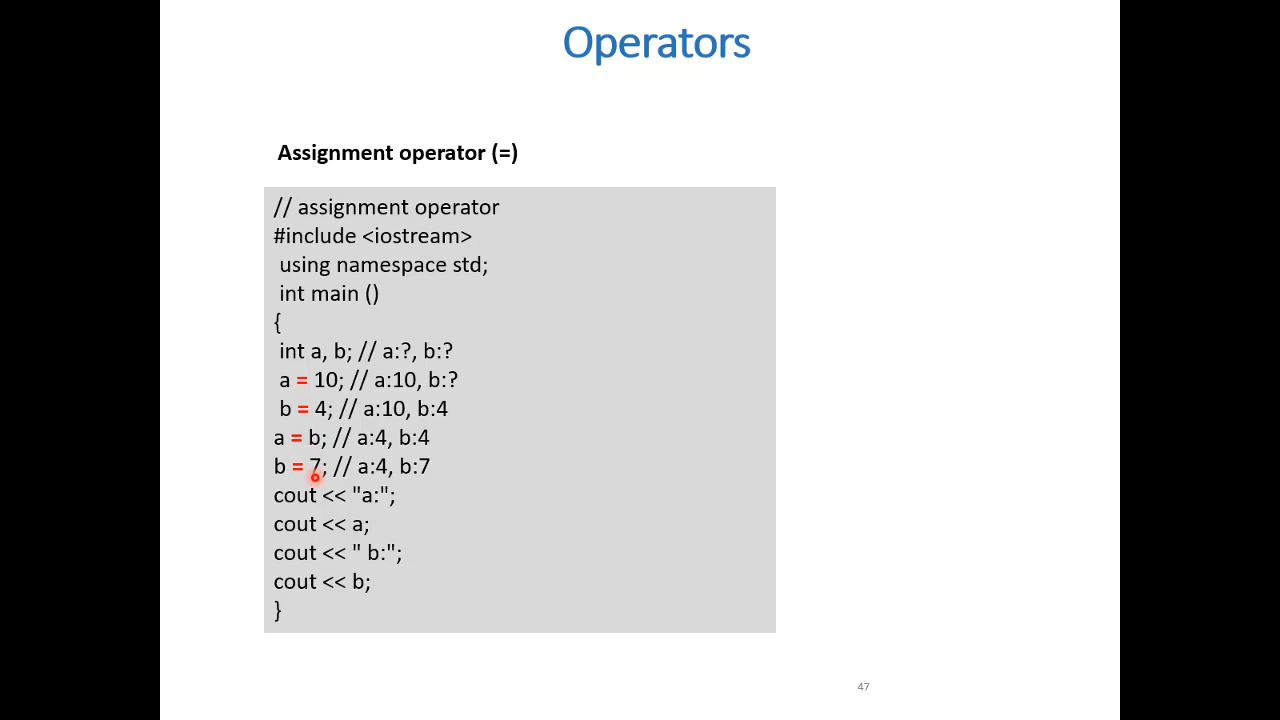 Operators
Assignment operator (=)
// assignment operator
#include <iostream>
using namespace std;
int main ()
{
int a, b; // a:?, b:?
a = 10; // a:10, b:?
b = 4; // a:10, b:4
a = b; // a:4, b:4
b = 7; // a:4, b:7
cout << "a:";
cout << a;
cout << " b:";
cout << b;
}
47